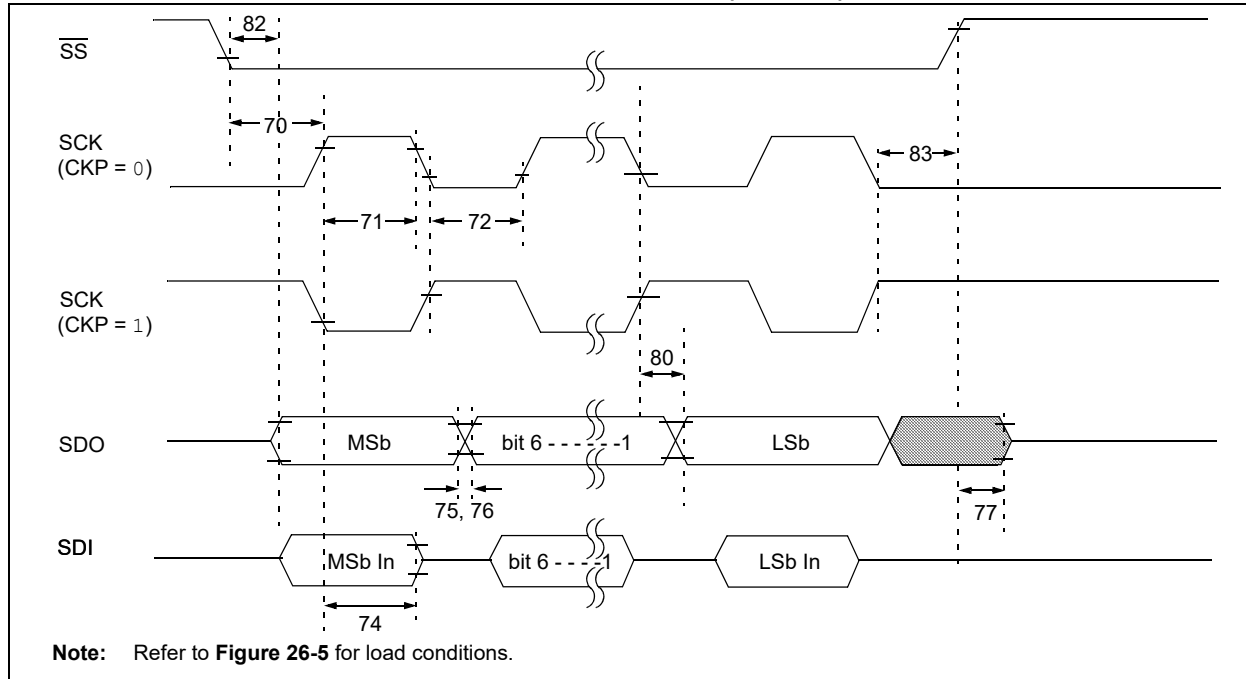 82
SS
70
SCK
(CKP = 0)
83
71
72
SCK
(CKP = 1)
80
SDO
MSb
bit 6 - - - - - -1
LSb
75, 76
77
SDI
MSb In
bit 6 - - - -1
LSb In
74
Note: Refer to Figure 26-5 for load conditions.